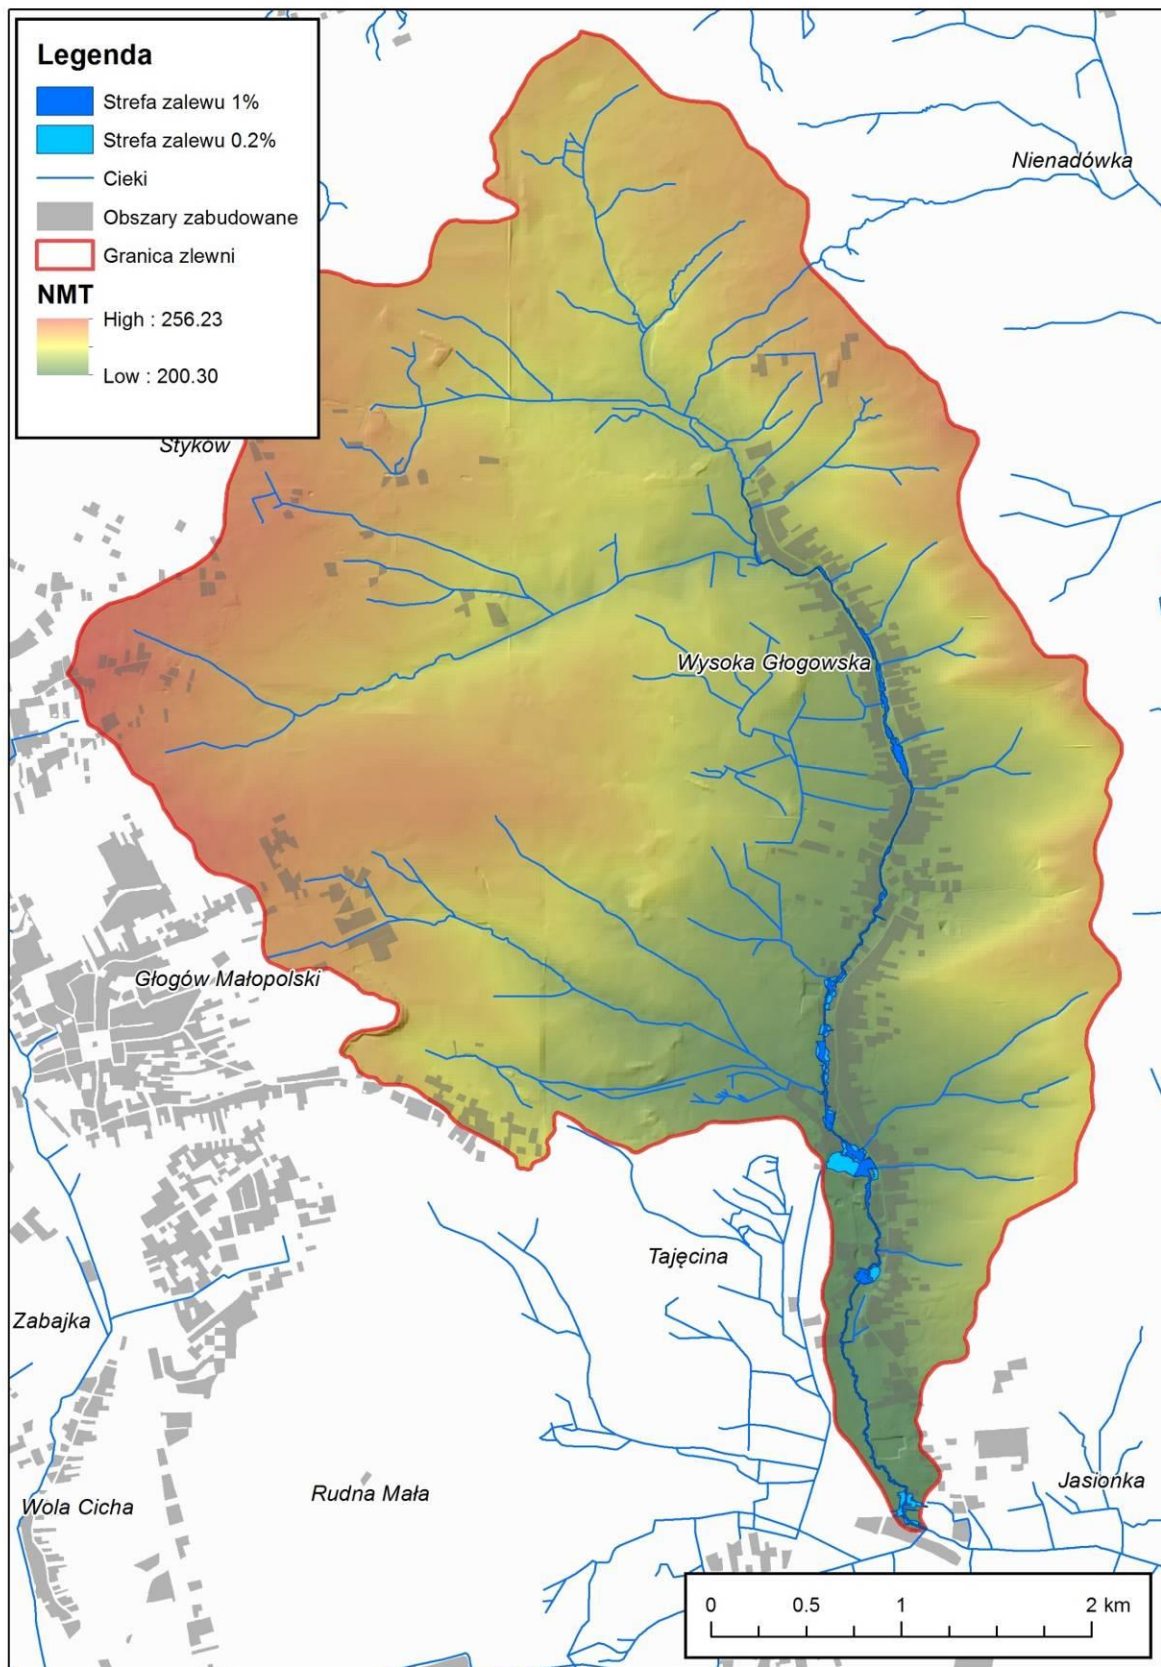 Legenda
Strefa zalewu 1%
Strefa zalewu 0.2%
Cieki
Obszary zabudowane
Granica zlewni
NMT
High : 256.23
Low : 200.30
Nienadówka
Styków
Wysoka Głogowska
Głogów Małopolski
Tajęcina
Zabajka
Rudna Mała
Wola Cicha
Jasionka
0 0.5 1 2 km